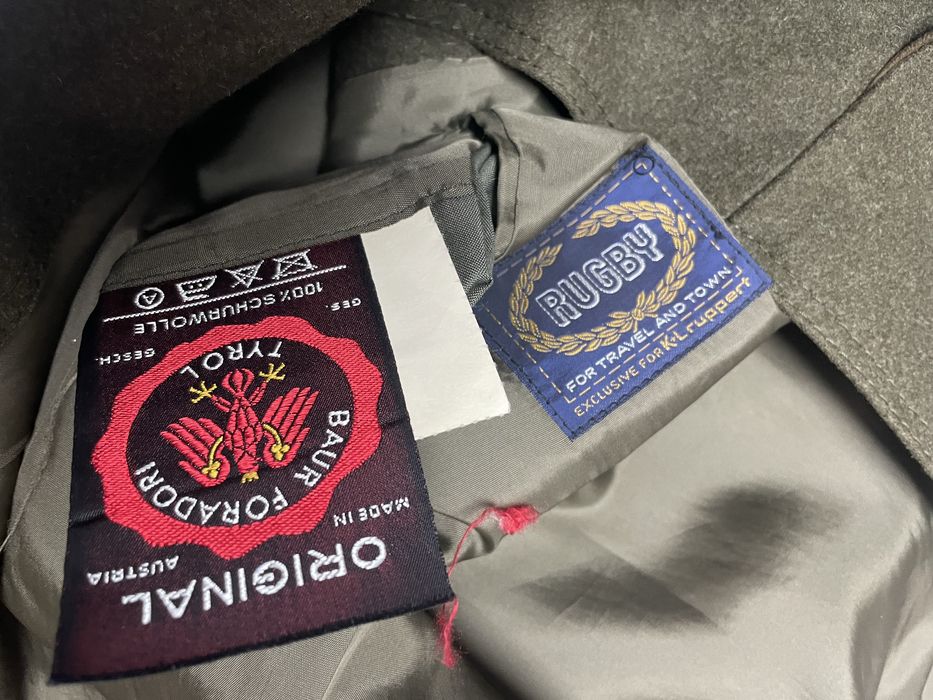 ORIGINAL
MADE IN AUSTRIA
BAUR FORADORI
TYROL
GES. GESCH.
100% SCHURWOLLE
A
RUGBY
FOR TRAVEL AND TOWN
EXCLUSIVE FOR K+L ruppert